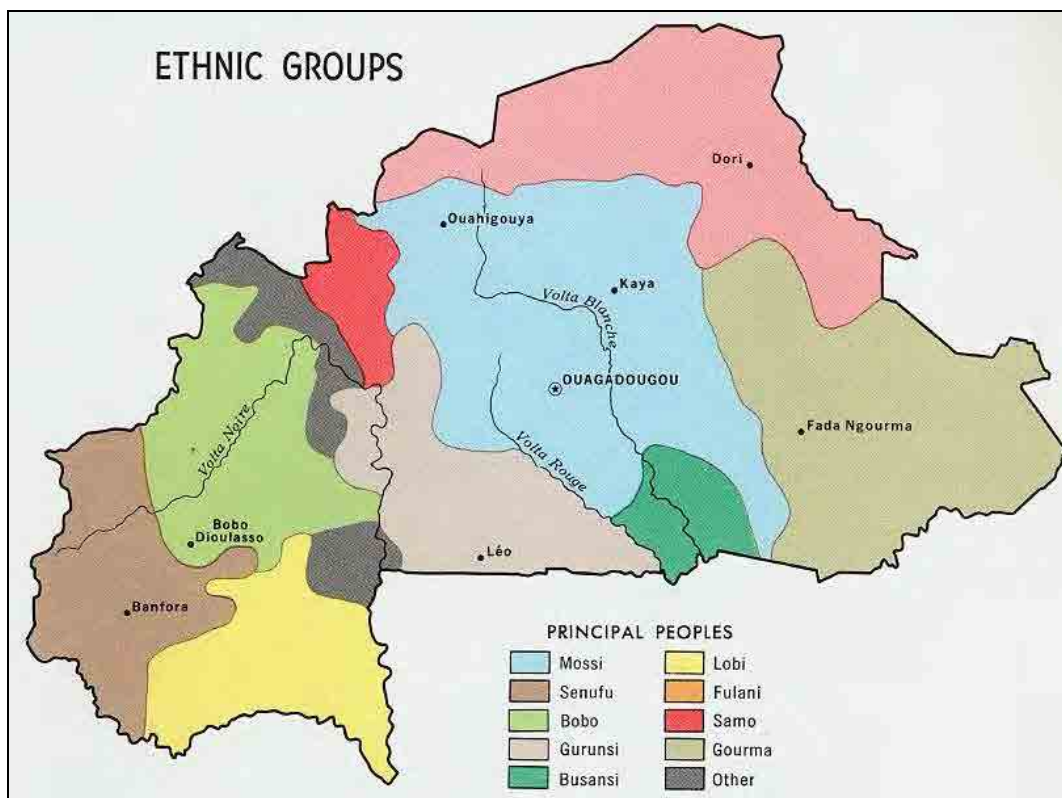 ETHNIC GROUPS
Dori
Ouahigouya
Kaya
Volta Blanche
OUAGADOUGOU
Fada Ngourma
Volta Noire
Volta Rouge
Bobo
Dioulasso
Léo
Banfora
PRINCIPAL PEOPLES
Mossi
Lobi
Senufu
Fulani
Bobo
Samo
Gurunsi
Gourma
Busansi
Other